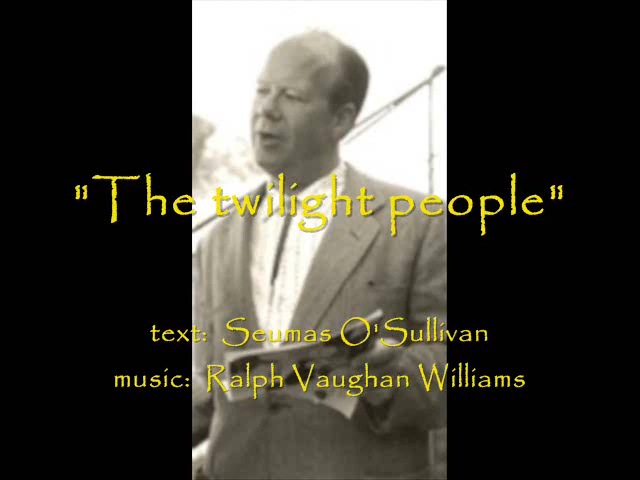 "The twilight people"
text: Seumas O'Sullivan
music: Ralph Vaughan Williams